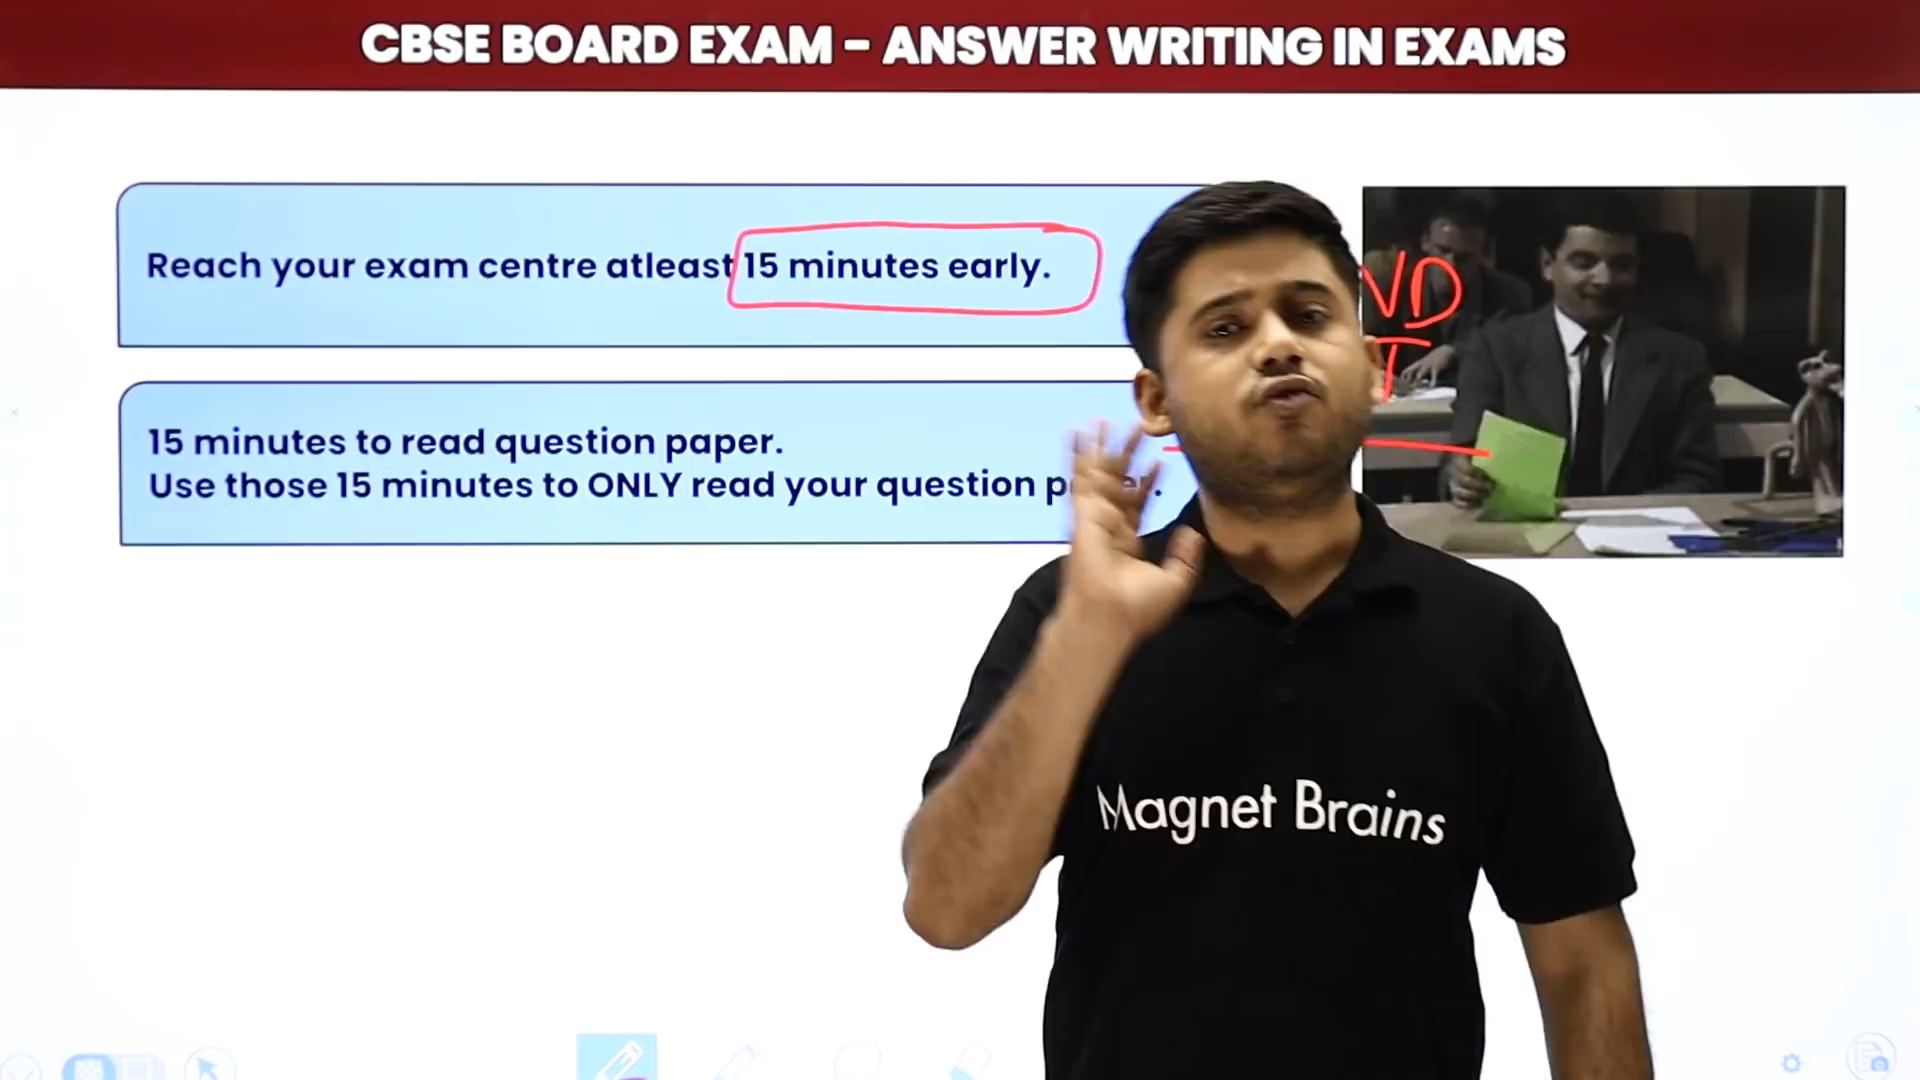 CBSE BOARD EXAM - ANSWER WRITING IN EXAMS
Reach your exam centre atleast 15 minutes early.
15 minutes to read question paper.
Use those 15 minutes to ONLY read your question
Magnet Brains